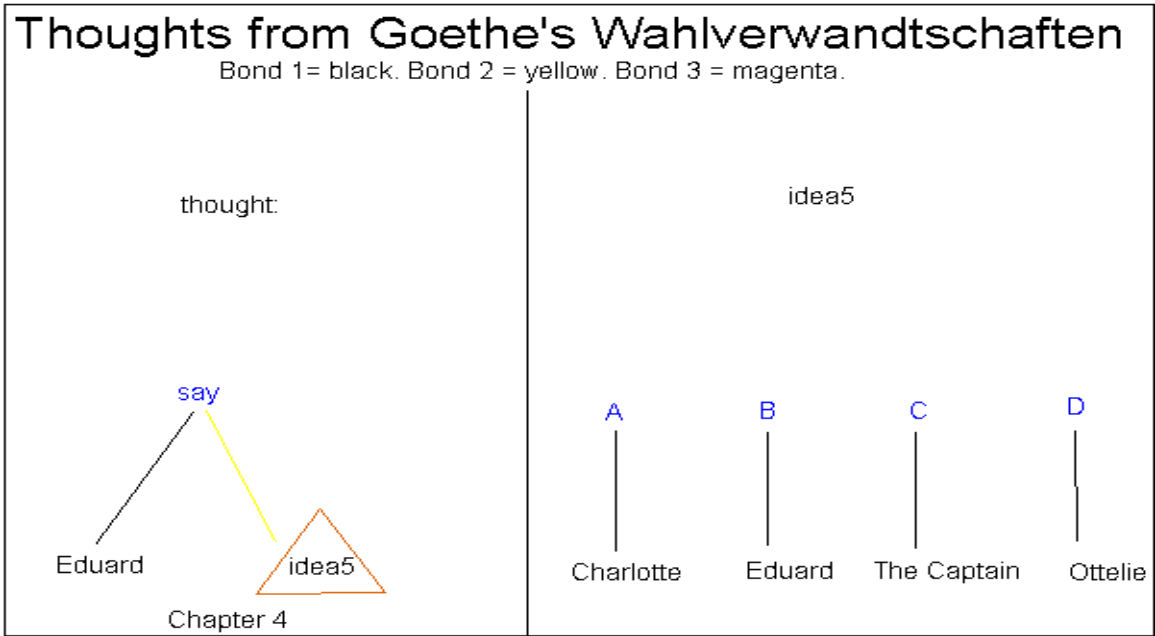 Thoughts from Goethe's Wahlverwandtschaften
Bond 1= black. Bond 2 = yellow. Bond 3 = magenta.
thought:
say
Eduard
idea5
Chapter 4
idea5
A B C D
Charlotte Eduard The Captain Ottelie